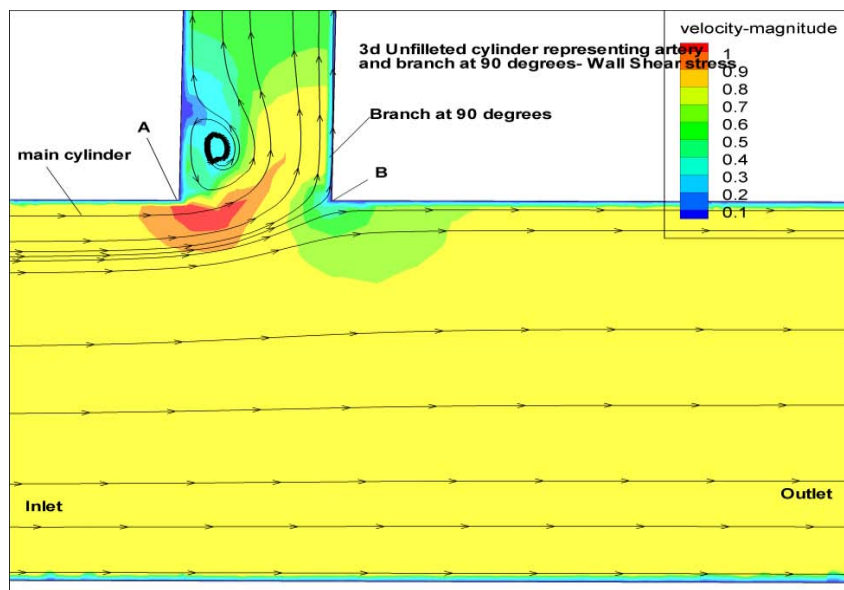 velocity-magnitude
3d Unfilleted cylinder representing artery
and branch at 90 degrees- Wall Shear stress
1
0.9
0.8
0.7
0.6
0.5
0.4
0.3
0.2
0.1
Branch at 90 degrees
A
main cylinder
B
Inlet
Outlet